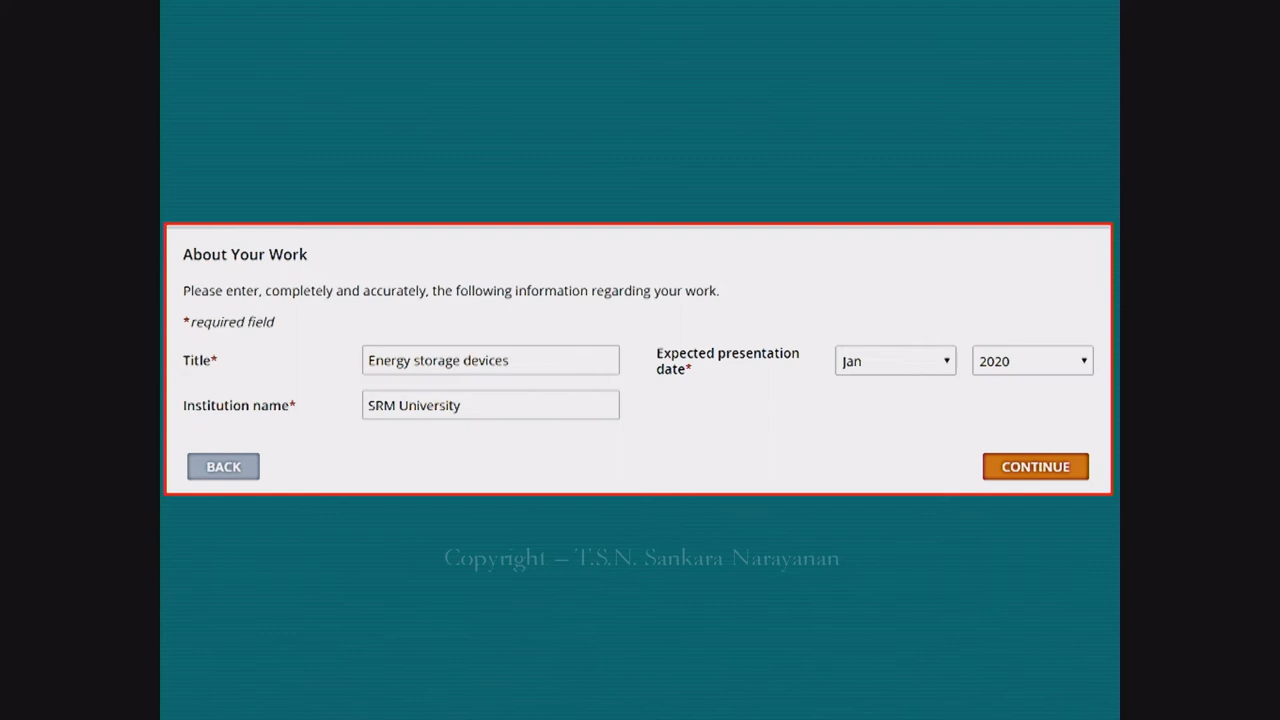 About Your Work
Please enter, completely and accurately, the following information regarding your work.
*required field
Title* Energy storage devices Expected presentation date* Jan 2020
Institution name* SRM University
BACK CONTINUE
Copyright – T.S.N. Sankara Narayanan